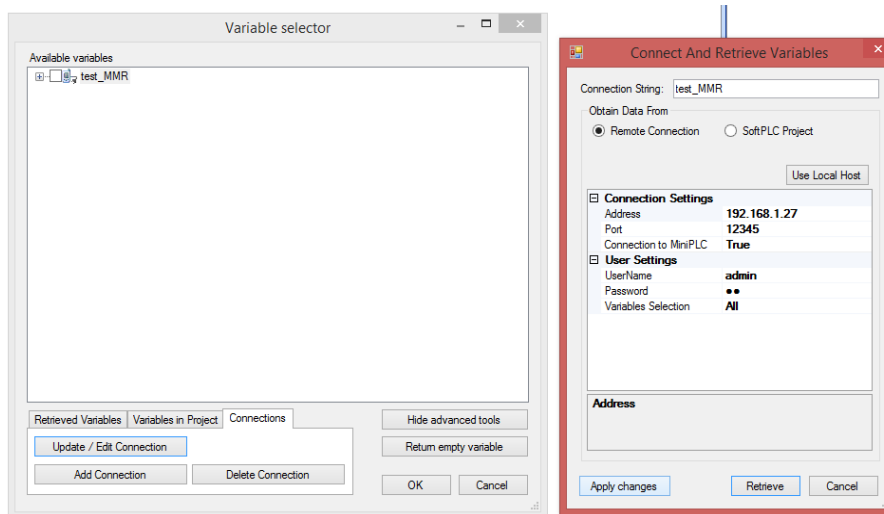 Variable selector
Available variables
test_MMR
Retrieved Variables
Variables in Project
Connections
Update / Edit Connection
Add Connection
Delete Connection
Hide advanced tools
Return empty variable
OK
Cancel
Connect And Retrieve Variables
Connection String: test_MMR
Obtain Data From
Remote Connection
SoftPLC Project
Use Local Host
Connection Settings
Address 192.168.1.27
Port 12345
Connection to MiniPLC True
User Settings
UserName admin
Password ●●
Variables Selection All
Address
Apply changes
Retrieve
Cancel